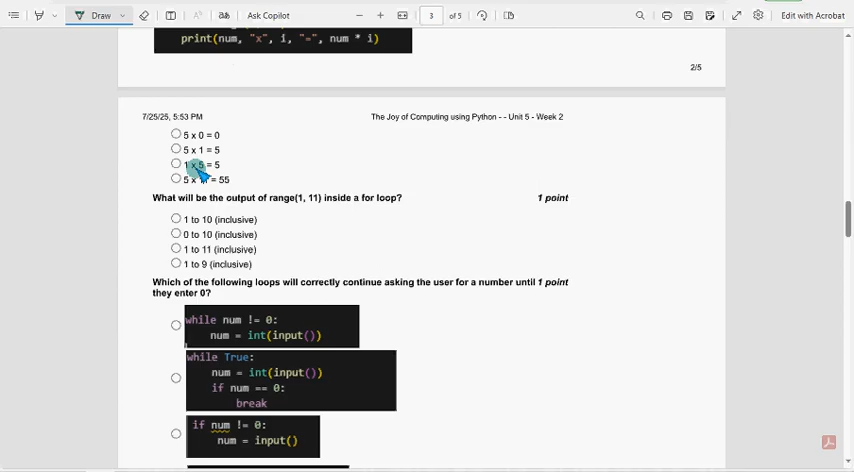 Draw
Ask Copilot
3
of 5
Edit with Acrobat
print(num, "x", i, "=", num * i)
2/5
7/25/25, 5:53 PM
The Joy of Computing using Python - - Unit 5 - Week 2
5 x 0 = 0
5 x 1 = 5
1 x 5 = 5
5 x 11 = 55
What will be the output of range(1, 11) inside a for loop?
1 point
1 to 10 (inclusive)
0 to 10 (inclusive)
1 to 11 (inclusive)
1 to 9 (inclusive)
Which of the following loops will correctly continue asking the user for a number until 1 point
they enter 0?
while num != 0:
num = int(input())
while True:
num = int(input())
if num == 0:
break
if num != 0:
num = input()